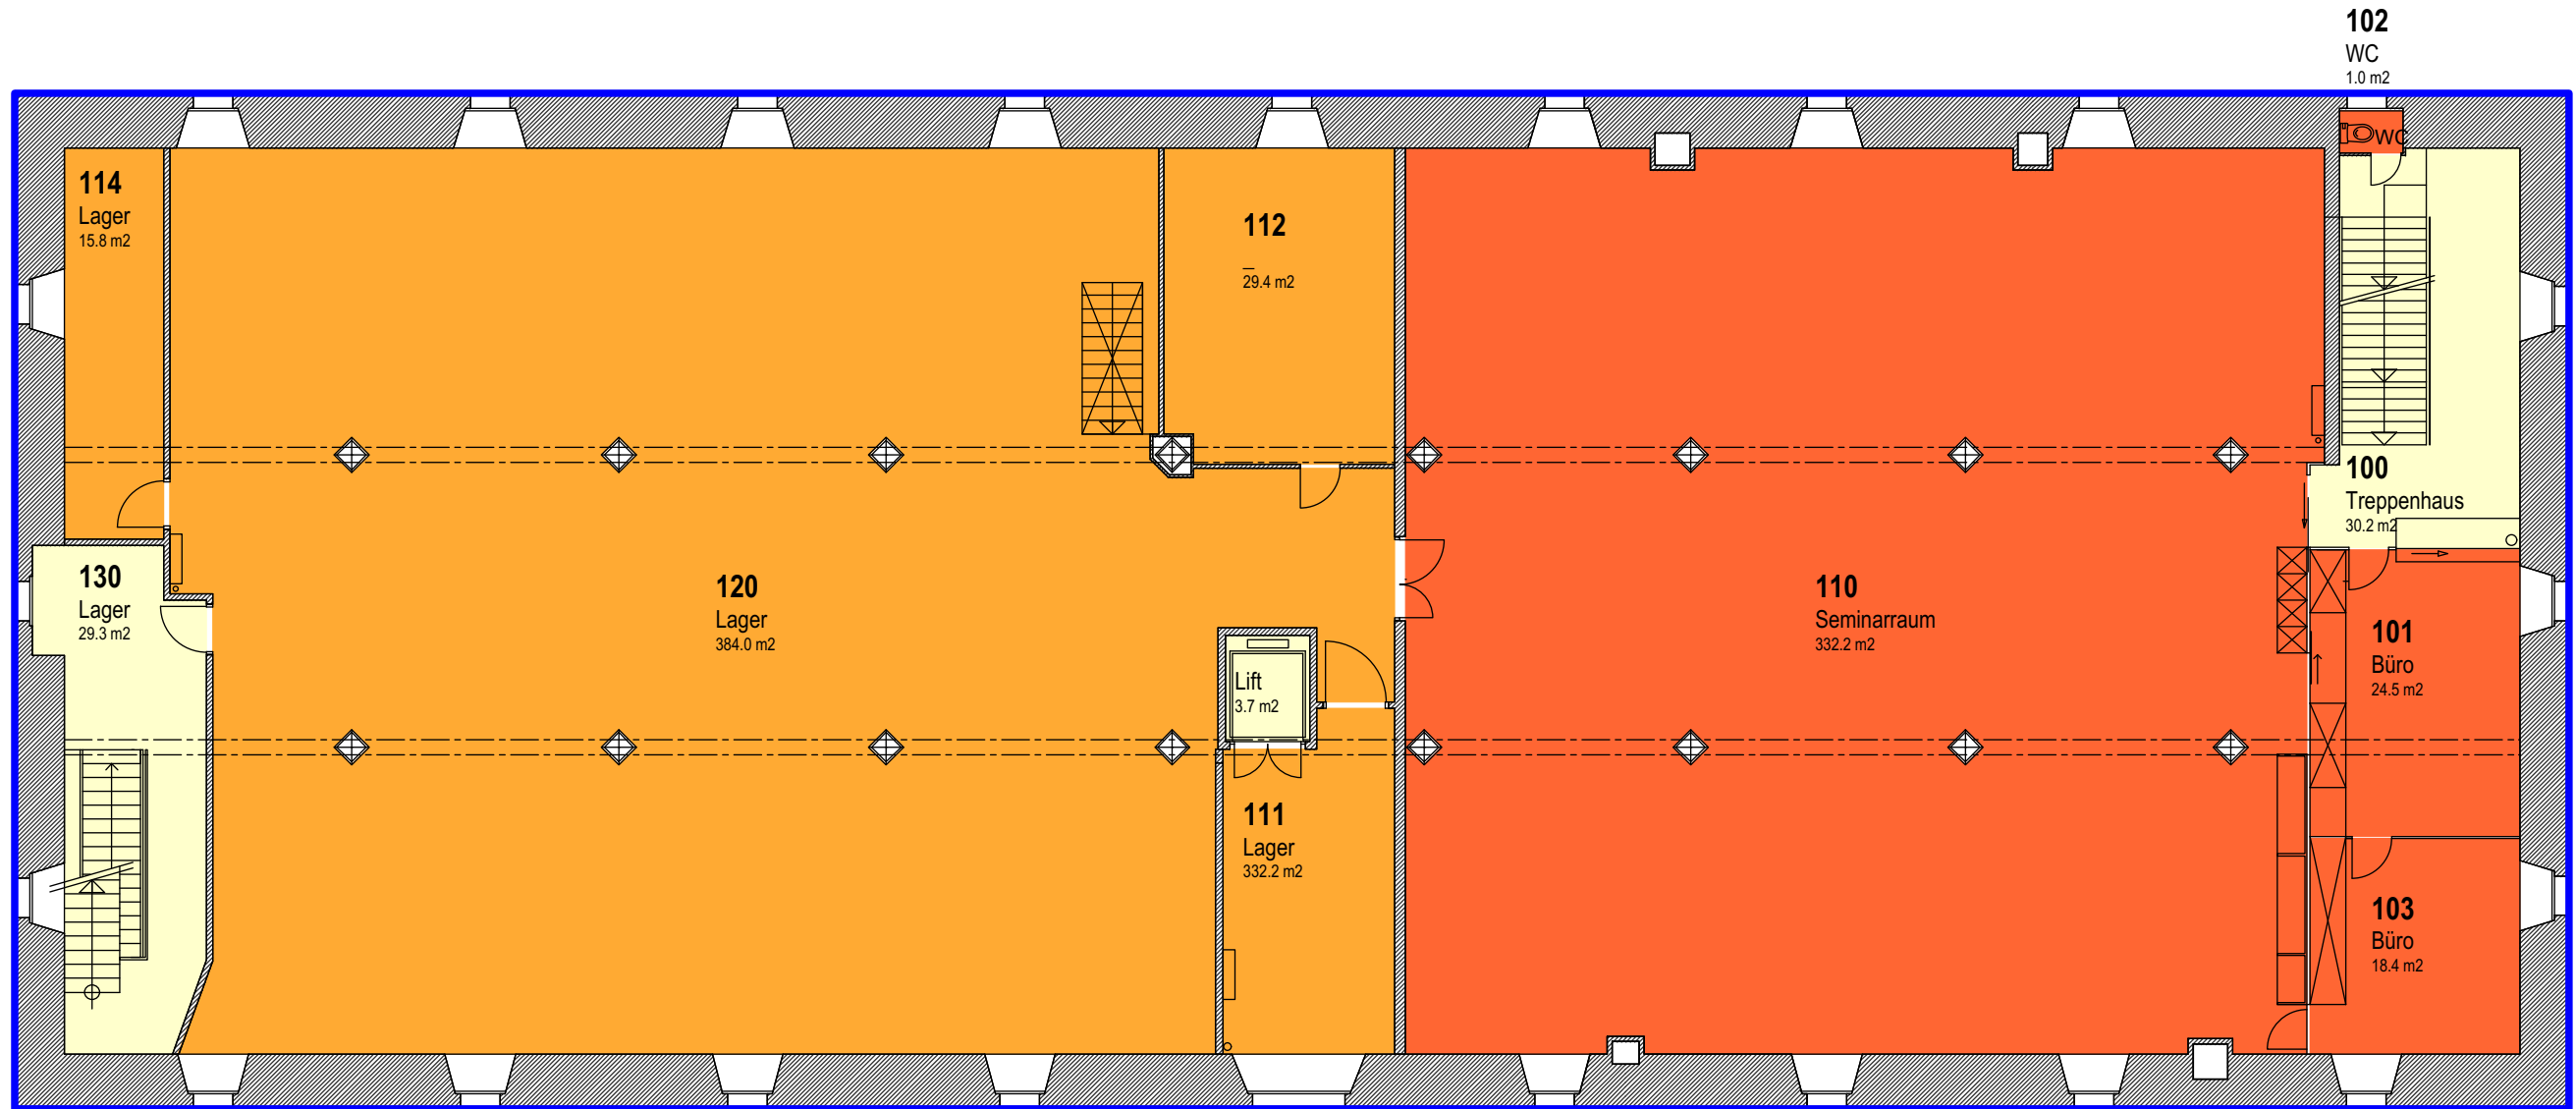 102
WC
1.0 m2
WC
114
Lager
15.8 m2
112
–
29.4 m2
100
Treppenhaus
30.2 m2
130
Lager
29.3 m2
120
Lager
384.0 m2
110
Seminarraum
332.2 m2
101
Büro
24.5 m2
Lift
3.7 m2
111
Lager
332.2 m2
103
Büro
18.4 m2